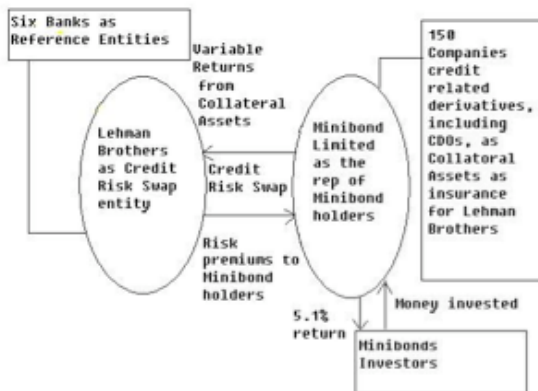 Six Banks as
Reference Entities
Variable
Returns
from
Collateral
Assets
150
Companies
credit
related
derivatives,
including
CDOs, as
Collatoral
Assets as
insurance
for Lehman
Brothers
Lehman
Brothers
as Credit
Risk Swap
entity
Credit
Risk Swap
Minibond
Limited
as the
rep of
Minibond
holders
Risk
premiums to
Minibond
holders
5.1%
return
Money invested
Minibonds
Investors